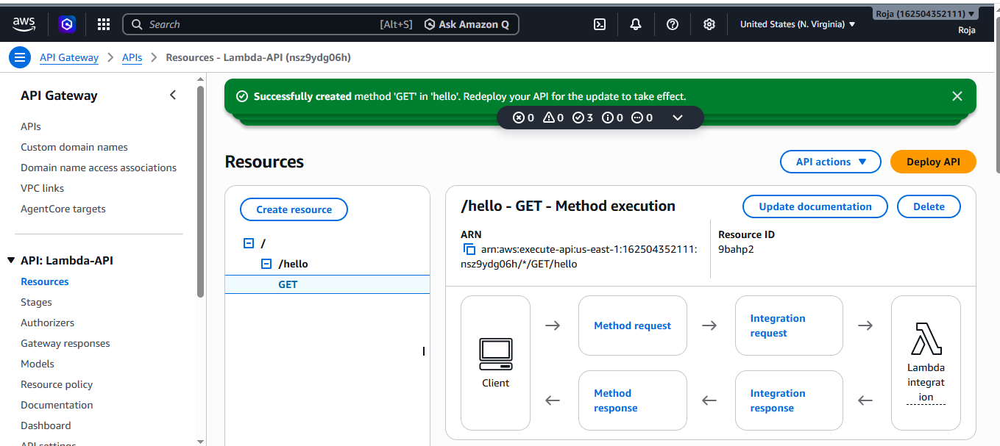 aws
Search
[Alt+S]
Ask Amazon Q
United States (N. Virginia) ▼
Roja (162504352111) ▼
Roja
API Gateway > APIs > Resources - Lambda-API (nsz9ydg06h)
API Gateway
APIs
Custom domain names
Domain name access associations
VPC links
AgentCore targets
API: Lambda-API
Resources
Stages
Authorizers
Gateway responses
Models
Resource policy
Documentation
Dashboard
API settings
Successfully created method 'GET' in 'hello'. Redeploy your API for the update to take effect.
0 0 3 0 0
Resources
API actions ▼
Deploy API
Create resource
/
/hello
GET
/hello - GET - Method execution
Update documentation
Delete
ARN
arn:aws:execute-api:us-east-1:162504352111:
nsz9ydg06h/*/GET/hello
Resource ID
9bahp2
Client
Method request
Integration
request
Lambda
integrat
ion
Method
response
Integration
response